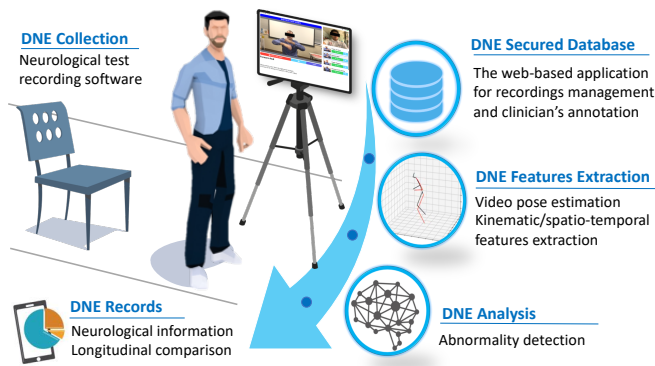 DNE Collection
Neurological test
recording software
DNE Secured Database
The web-based application
for recordings management
and clinician's annotation
DNE Features Extraction
Video pose estimation
Kinematic/spatio-temporal
features extraction
DNE Analysis
Abnormality detection
DNE Records
Neurological information
Longitudinal comparison